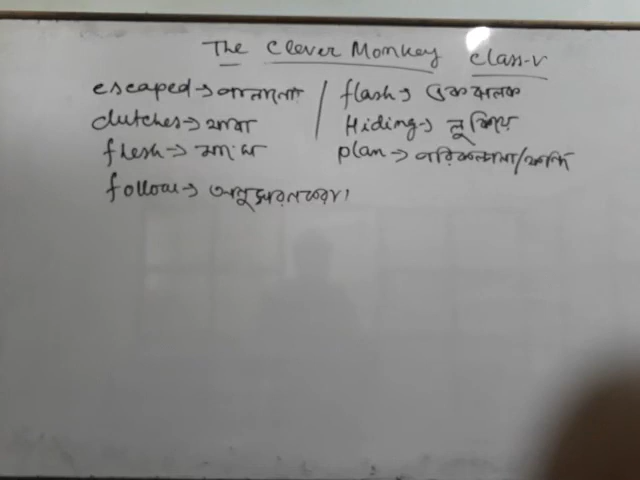 The Clever Monkey Class-V
escaped→ পালানো / flash→ এক ঝলক
clutches→ থাবা Hiding→ লুকিয়ে
flesh→ মাংস plan→ পরিকল্পনা/ফন্দি
follow→ অনুসরণ করা।